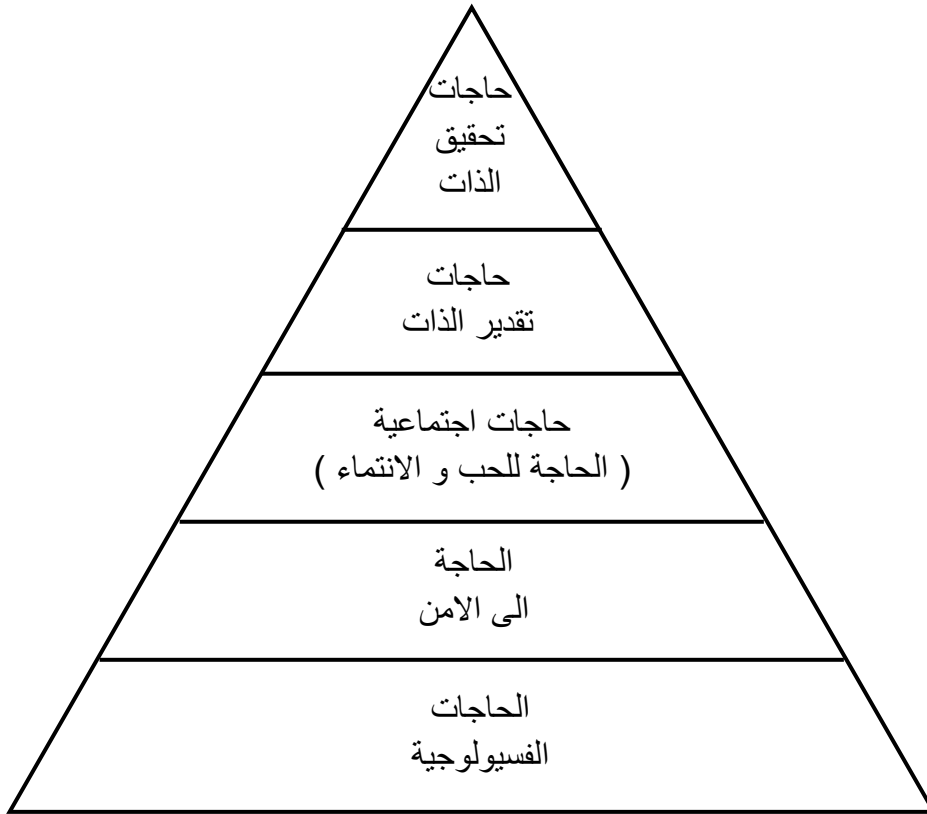 حاجات
تحقيق
الذات
حاجات
تقدير الذات
حاجات اجتماعية
( الحاجة للحب و الانتماء )
الحاجة
الى الامن
الحاجات
الفسيولوجية